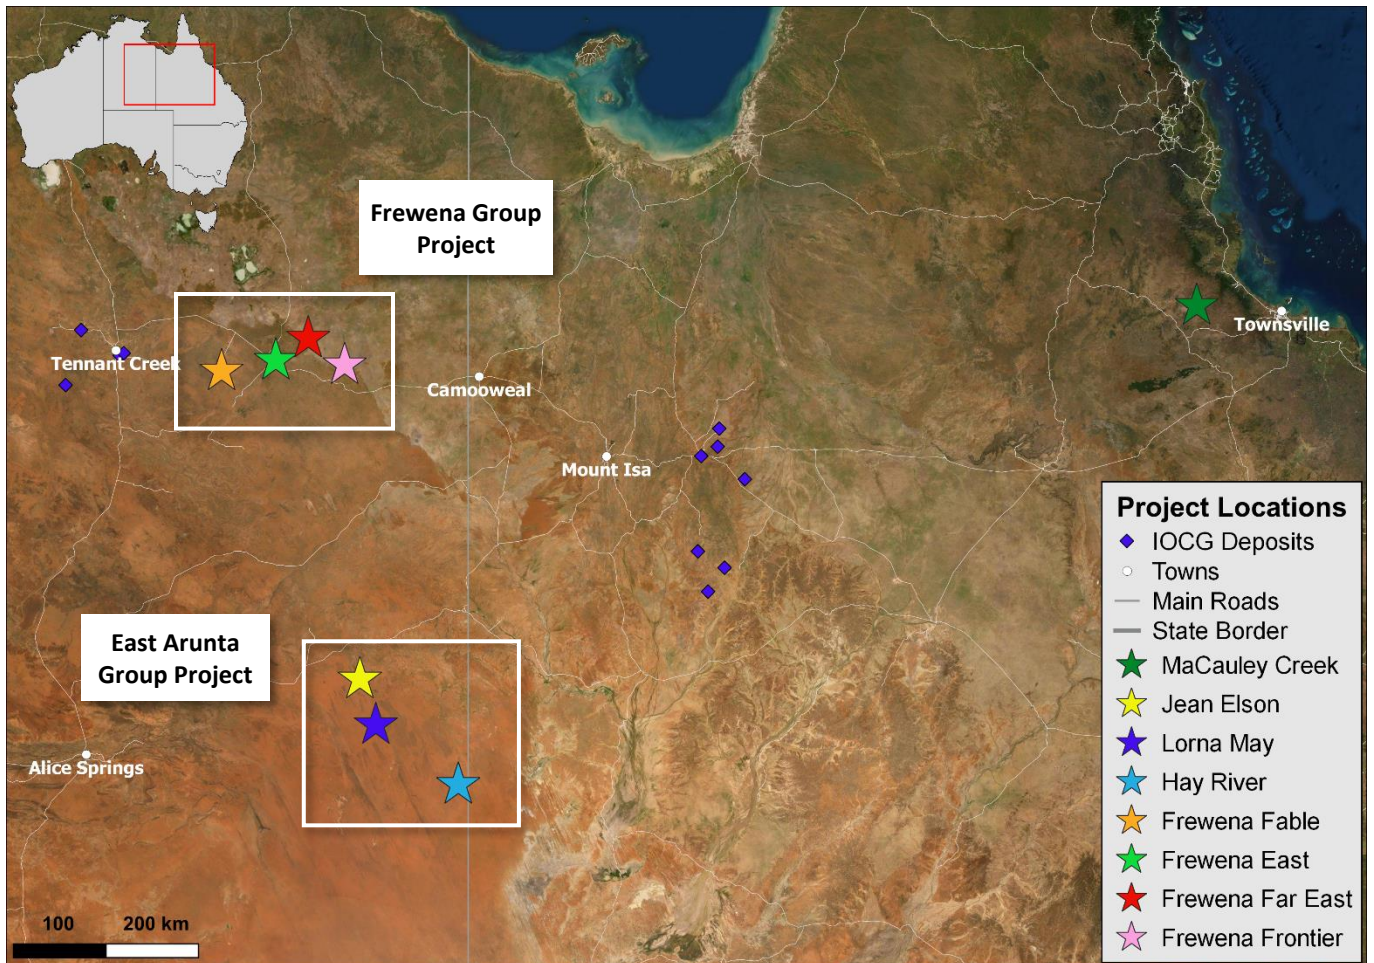 Frewena Group
Project
Tennant Creek
Camooweal
Townsville
Mount Isa
East Arunta
Group Project
Alice Springs
100 200 km
Project Locations
IOCG Deposits
Towns
Main Roads
State Border
MaCauley Creek
Jean Elson
Lorna May
Hay River
Frewena Fable
Frewena East
Frewena Far East
Frewena Frontier